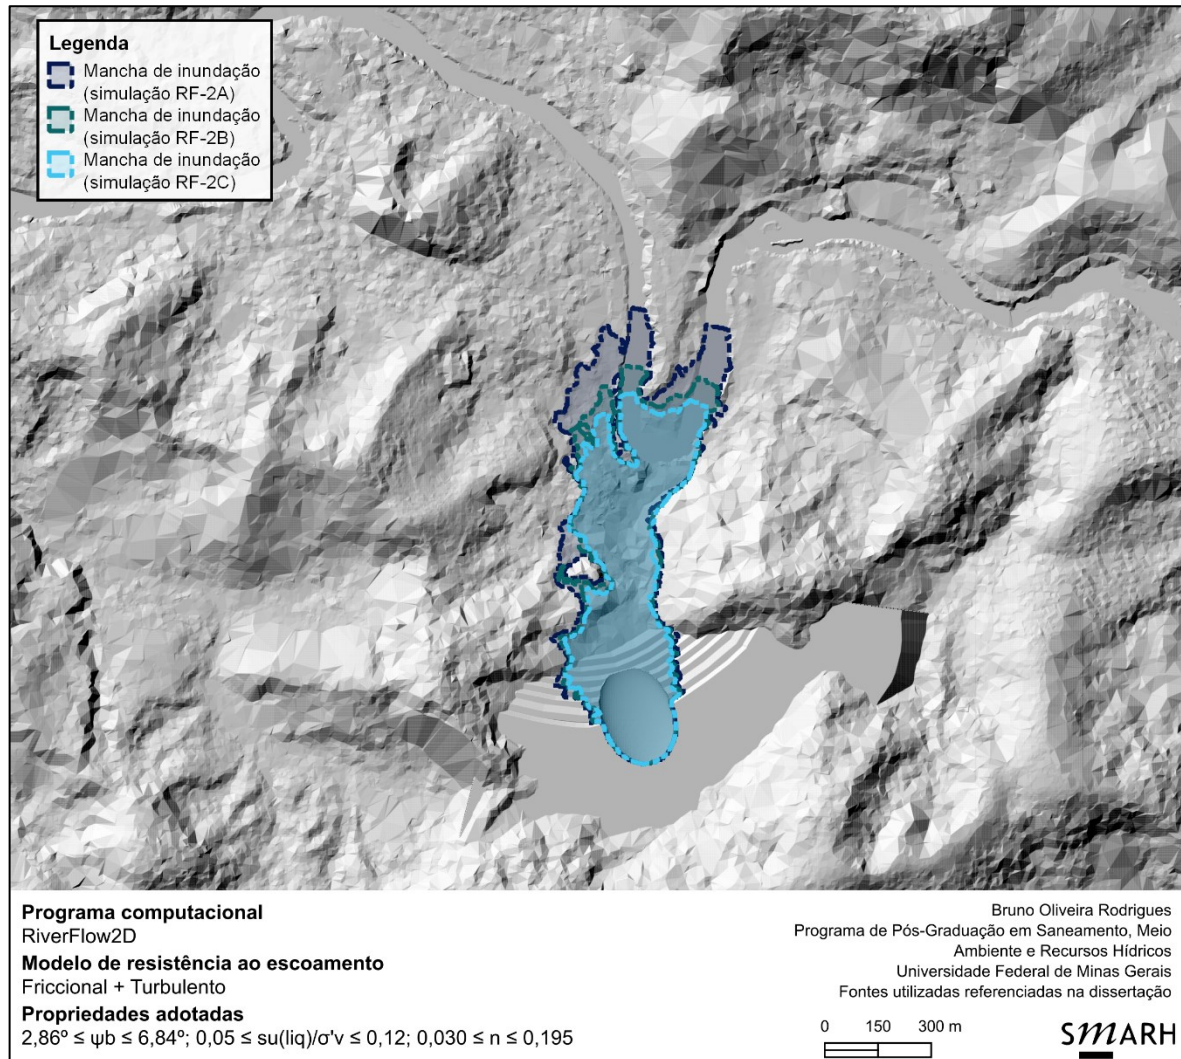 Legenda
Mancha de inundação
(simulação RF-2A)
Mancha de inundação
(simulação RF-2B)
Mancha de inundação
(simulação RF-2C)
Programa computacional
RiverFlow2D
Modelo de resistência ao escoamento
Friccional + Turbulento
Propriedades adotadas
2,86º ≤ ψb ≤ 6,84º; 0,05 ≤ su(liq)/σ'v ≤ 0,12; 0,030 ≤ n ≤ 0,195
Bruno Oliveira Rodrigues
Programa de Pós-Graduação em Saneamento, Meio
Ambiente e Recursos Hídricos
Universidade Federal de Minas Gerais
Fontes utilizadas referenciadas na dissertação
0 150 300 m
SMARH